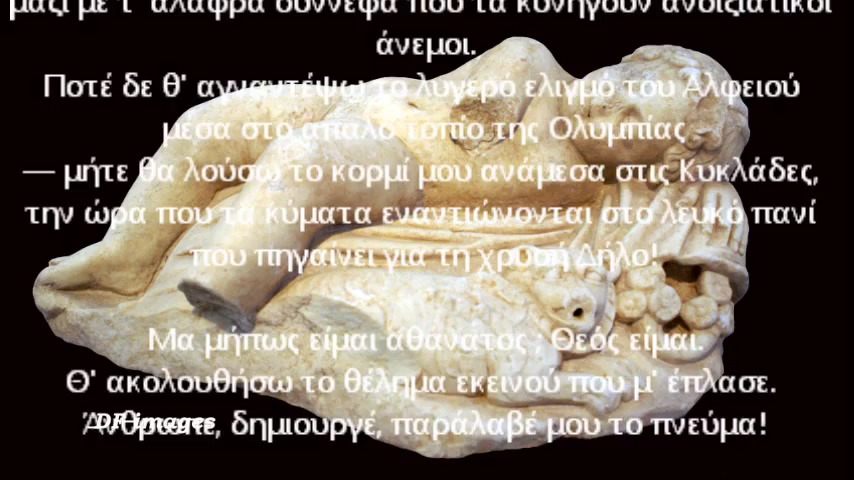 μαζί με τ' αλαφρά σύννεφα που τα κυνηγούν ανοιξιάτικοι
άνεμοι.
Ποτέ δε θ' αγναντέψω το λυγερό ελιγμό του Αλφειού
μέσα στο απαλό τοπίο της Ολυμπίας
— μήτε θα λούσω το κορμί μου ανάμεσα στις Κυκλάδες,
την ώρα που τα κύματα εναντιώνονται στο λευκό πανί
που πηγαίνει για τη χρυσή Δήλο!
Μα μήπως είμαι αθάνατος ; Θεός είμαι.
Θ' ακολουθήσω το θέλημα εκεινού που μ' έπλασε.
Άνθρωπε, δημιουργέ, παράλαβέ μου το πνεύμα!
DF images